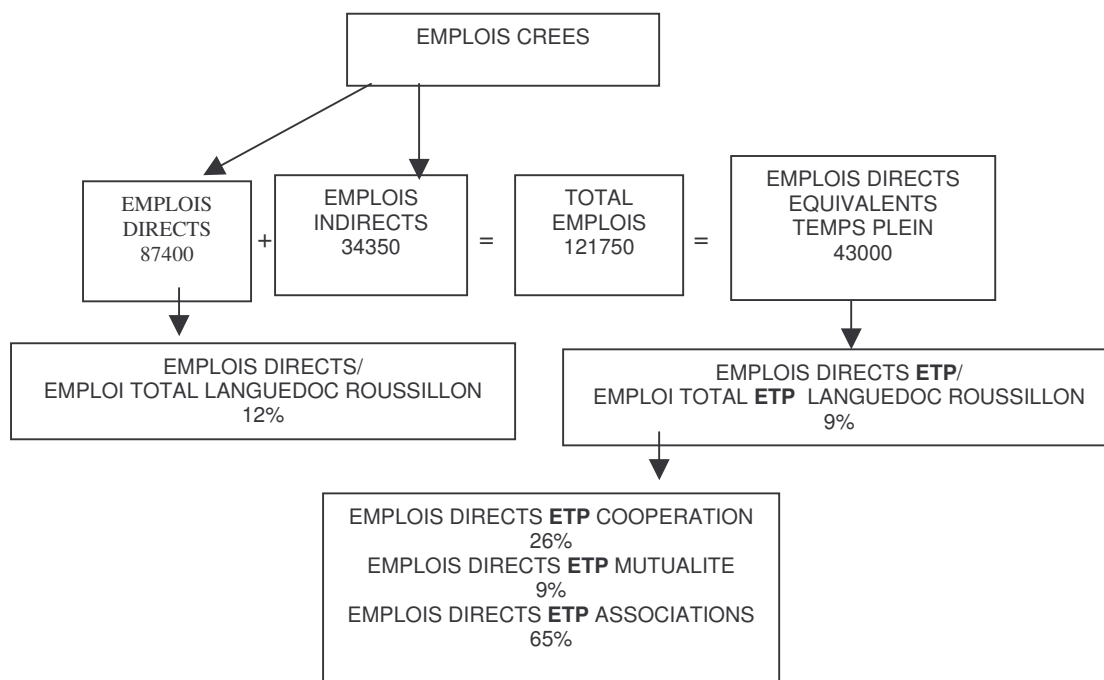 EMPLOIS CREES
EMPLOIS
DIRECTS
87400
+
EMPLOIS
INDIRECTS
34350
=
TOTAL
EMPLOIS
121750
=
EMPLOIS DIRECTS
EQUIVALENTS
TEMPS PLEIN
43000
EMPLOIS DIRECTS/
EMPLOI TOTAL LANGUEDOC ROUSSILLON
12%
EMPLOIS DIRECTS ETP/
EMPLOI TOTAL ETP LANGUEDOC ROUSSILLON
9%
EMPLOIS DIRECTS ETP COOPERATION
26%
EMPLOIS DIRECTS ETP MUTUALITE
9%
EMPLOIS DIRECTS ETP ASSOCIATIONS
65%